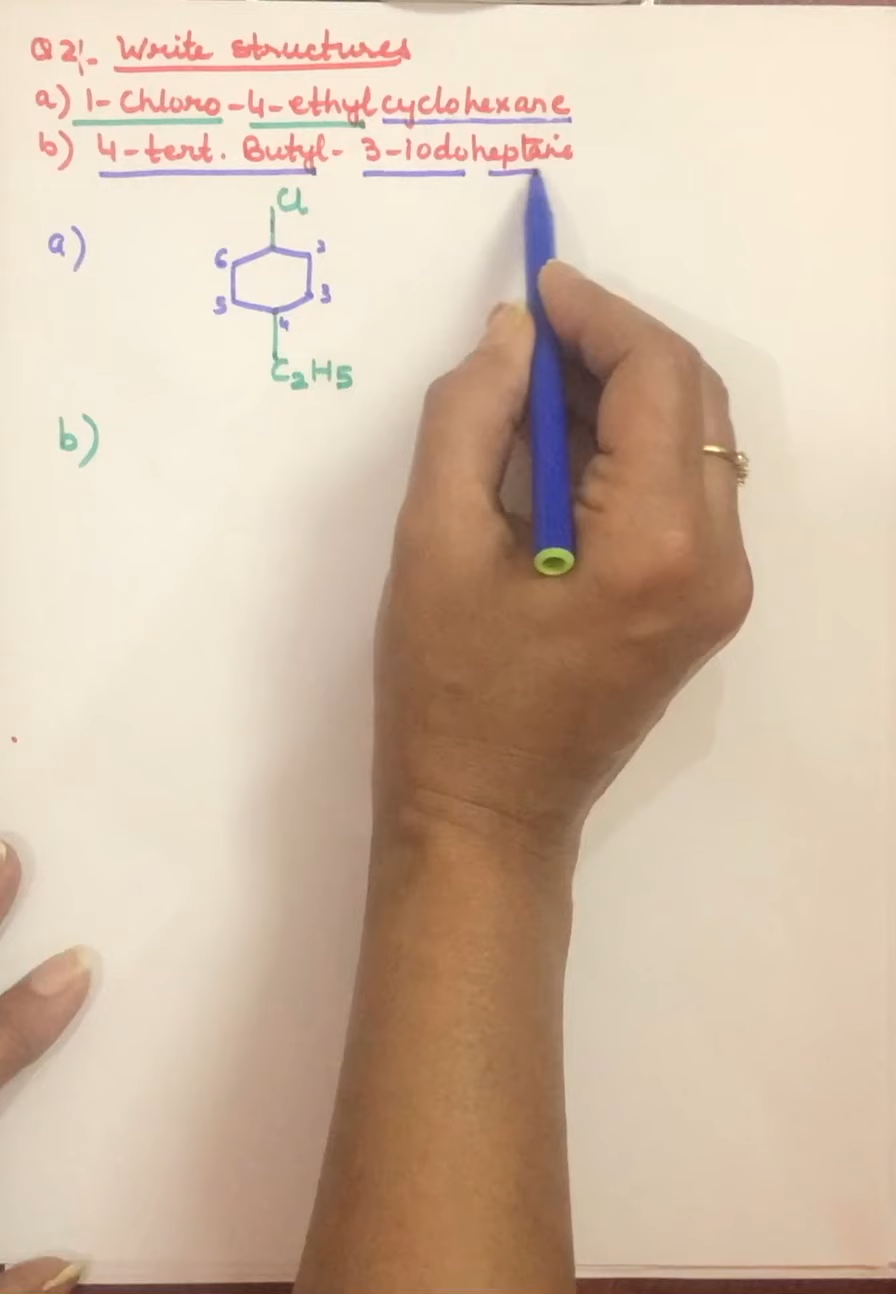 Q2:- Write structures
a) 1-Chloro-4-ethylcyclohexane
b) 4-tert. Butyl- 3-iodoheptane
a)
Cl
6 2
5 3
4
C2H5
b)